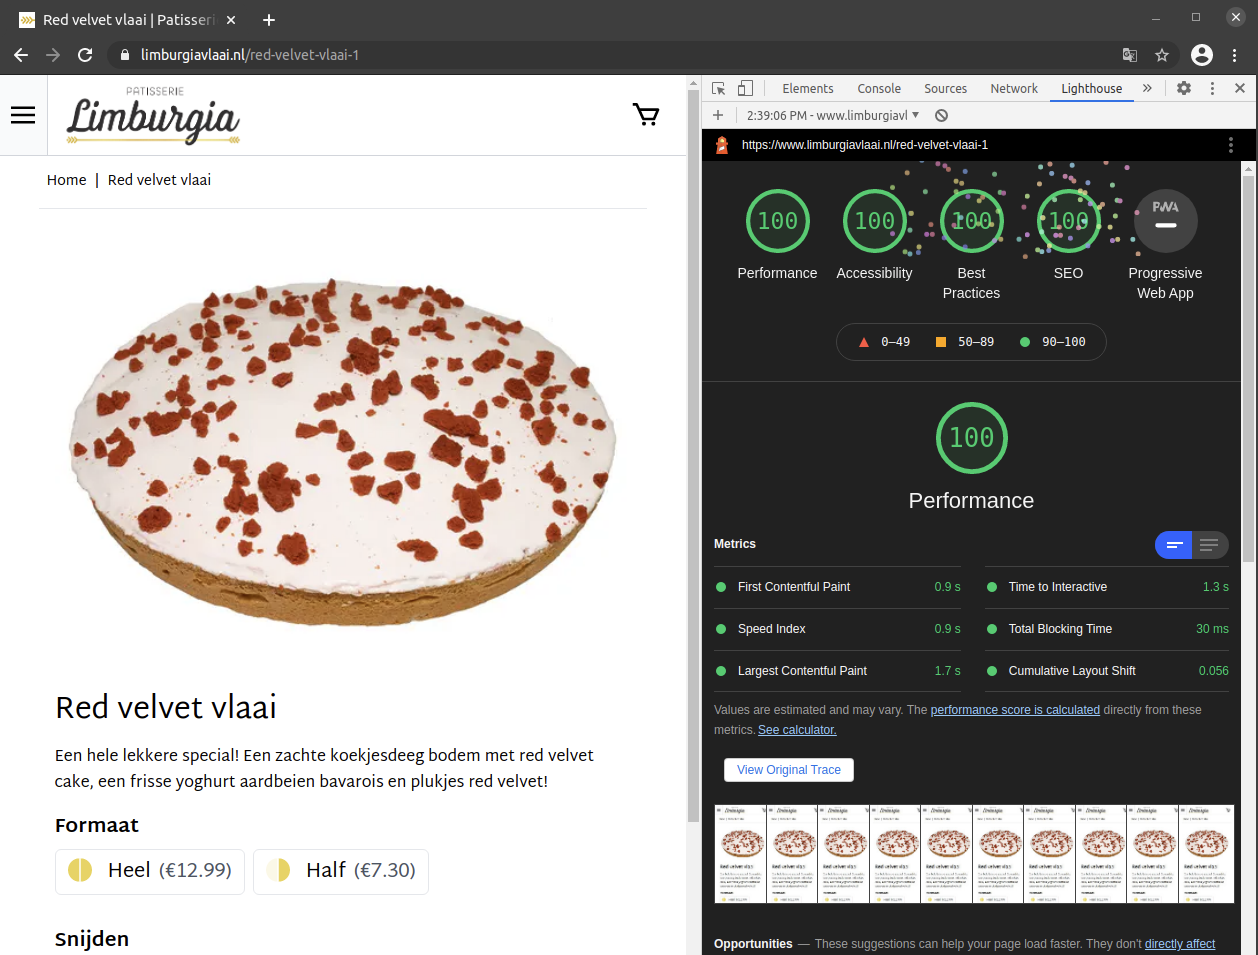 Red velvet vlaai | Patisseri
limburgiavlaai.nl/red-velvet-vlaai-1
PATISSERIE
Limburgia
Home | Red velvet vlaai
Red velvet vlaai
Een hele lekkere special! Een zachte koekjesdeeg bodem met red velvet
cake, een frisse yoghurt aardbeien bavarois en plukjes red velvet!
Formaat
Heel (€12.99) Half (€7.30)
Snijden
Elements Console Sources Network Lighthouse
2:39:06 PM - www.limburgiavl
https://www.limburgiavlaai.nl/red-velvet-vlaai-1
100 100 100 100 PWA
Performance Accessibility Best Practices SEO Progressive Web App
0–49 50–89 90–100
100
Performance
Metrics
First Contentful Paint 0.9 s
Time to Interactive 1.3 s
Speed Index 0.9 s
Total Blocking Time 30 ms
Largest Contentful Paint 1.7 s
Cumulative Layout Shift 0.056
Values are estimated and may vary. The performance score is calculated directly from these
metrics. See calculator.
View Original Trace
Opportunities — These suggestions can help your page load faster. They don't directly affect